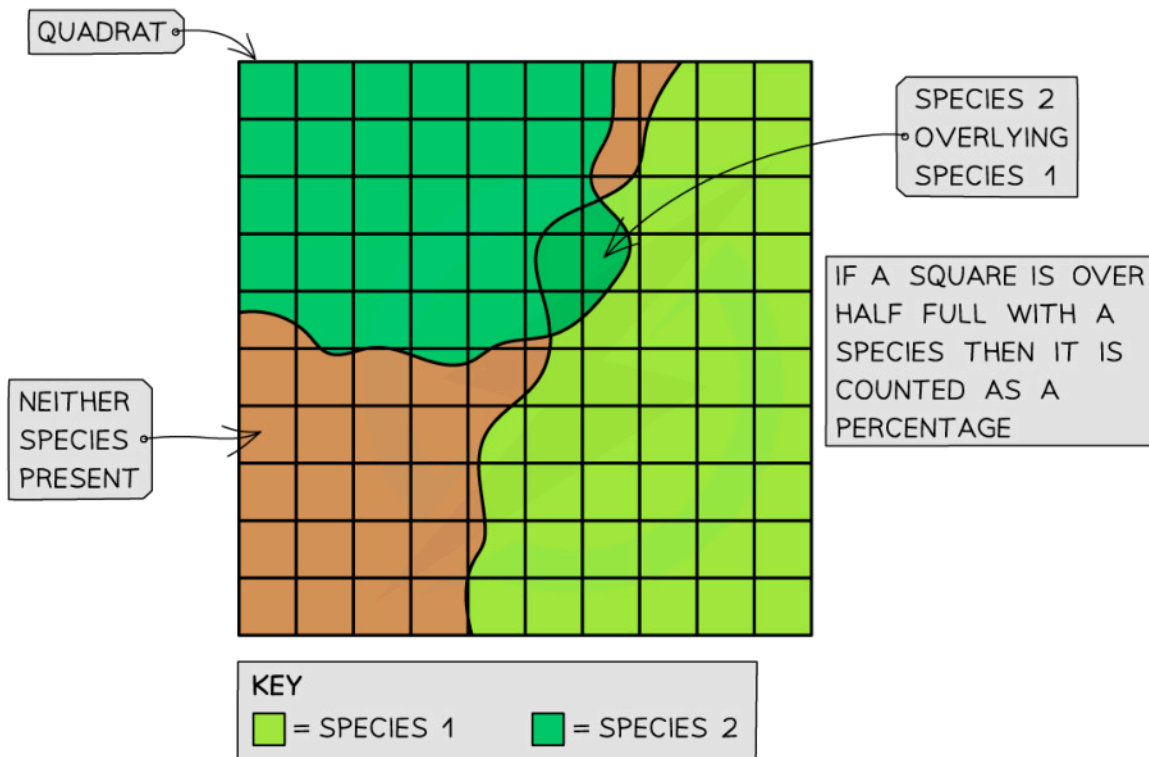 QUADRAT
SPECIES 2
OVERLYING
SPECIES 1
IF A SQUARE IS OVER
HALF FULL WITH A
SPECIES THEN IT IS
COUNTED AS A
PERCENTAGE
NEITHER
SPECIES
PRESENT
KEY
= SPECIES 1 = SPECIES 2